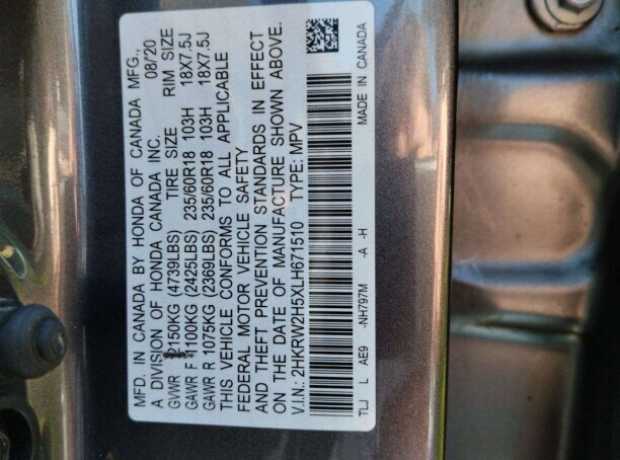 MFD. IN CANADA BY HONDA OF CANADA MFG.,
A DIVISION OF HONDA CANADA INC. 08/20
GVWR 2150KG (4739LBS) TIRE SIZE RIM SIZE
GAWR F 1100KG (2425LBS) 235/60R18 103H 18X7.5J
GAWR R 1075KG (2369LBS) 235/60R18 103H 18X7.5J
THIS VEHICLE CONFORMS TO ALL APPLICABLE
FEDERAL MOTOR VEHICLE SAFETY
AND THEFT PREVENTION STANDARDS IN EFFECT
ON THE DATE OF MANUFACTURE SHOWN ABOVE.
V.I.N.: 2HKRW2H5XLH671510 TYPE: MPV
TLJ L AE9 -NH797M -A -H MADE IN CANADA